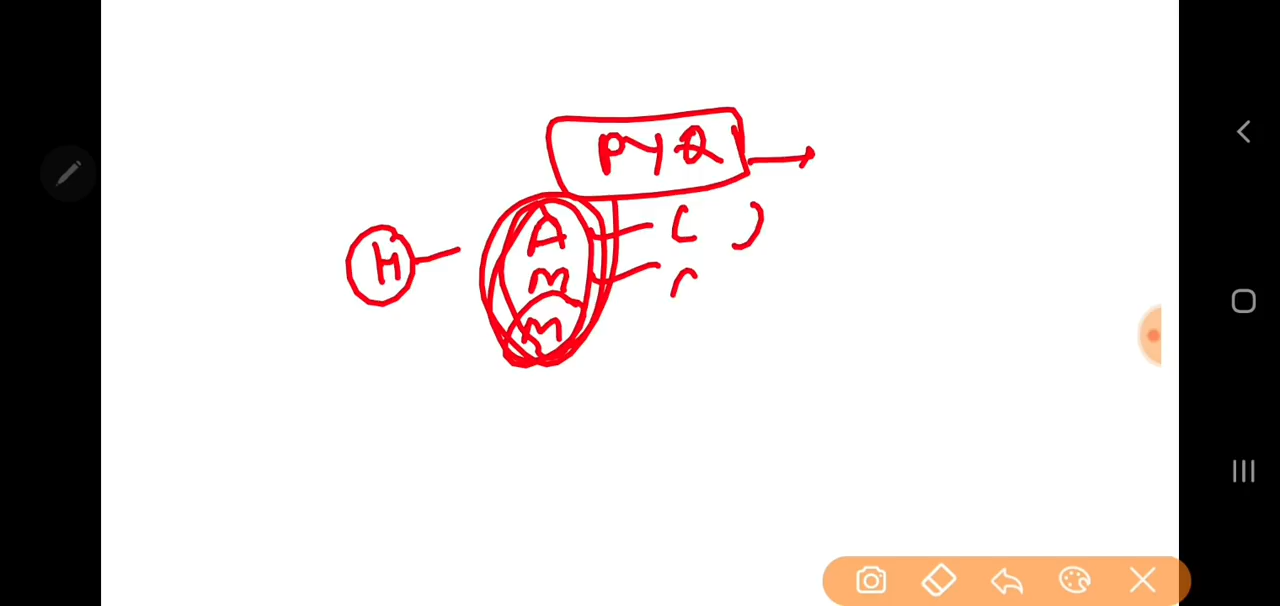 PYQ
A — ( )
H — M — (
M